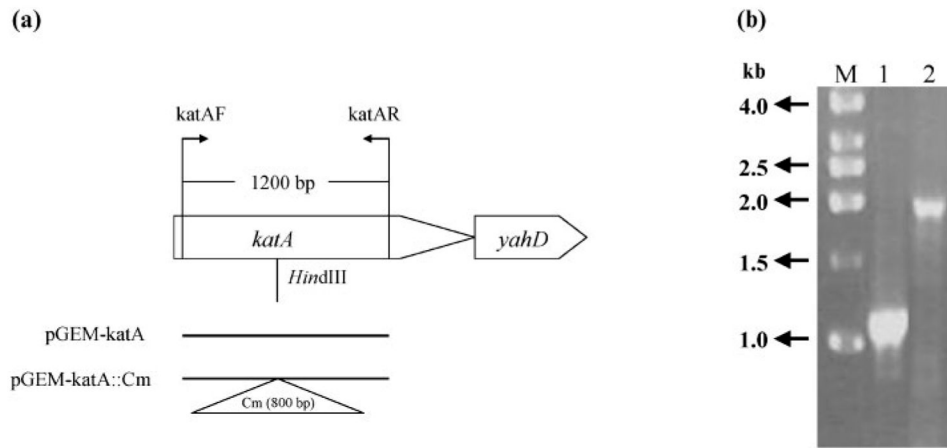 (a)
katAF
katAR
1200 bp
katA
yahD
HindIII
pGEM-katA
pGEM-katA::Cm
Cm (800 bp)
(b)
kb
M 1 2
4.0
2.5
2.0
1.5
1.0